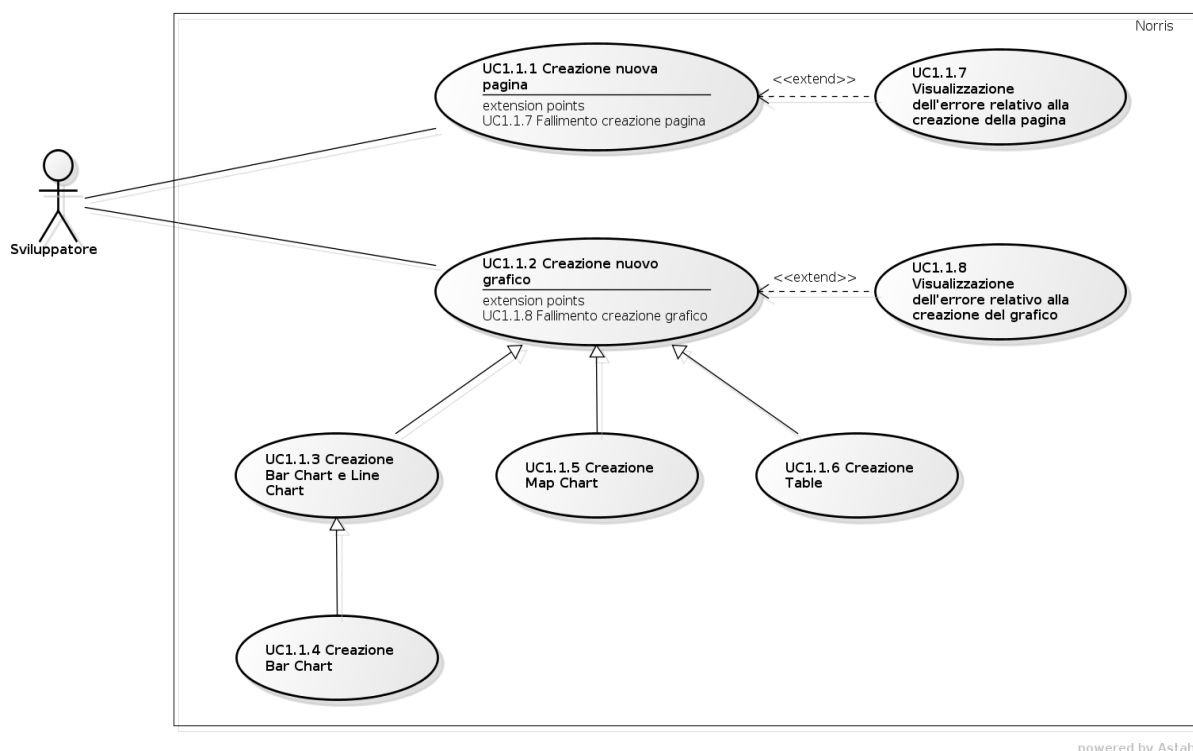 Norris
UC1.1.1 Creazione nuova
pagina
extension points
UC1.1.7 Fallimento creazione pagina
<<extend>>
UC1.1.7
Visualizzazione
dell'errore relativo alla
creazione della pagina
Sviluppatore
UC1.1.2 Creazione nuovo
grafico
extension points
UC1.1.8 Fallimento creazione grafico
<<extend>>
UC1.1.8
Visualizzazione
dell'errore relativo alla
creazione del grafico
UC1.1.3 Creazione
Bar Chart e Line
Chart
UC1.1.5 Creazione
Map Chart
UC1.1.6 Creazione
Table
UC1.1.4 Creazione
Bar Chart
powered by Astah